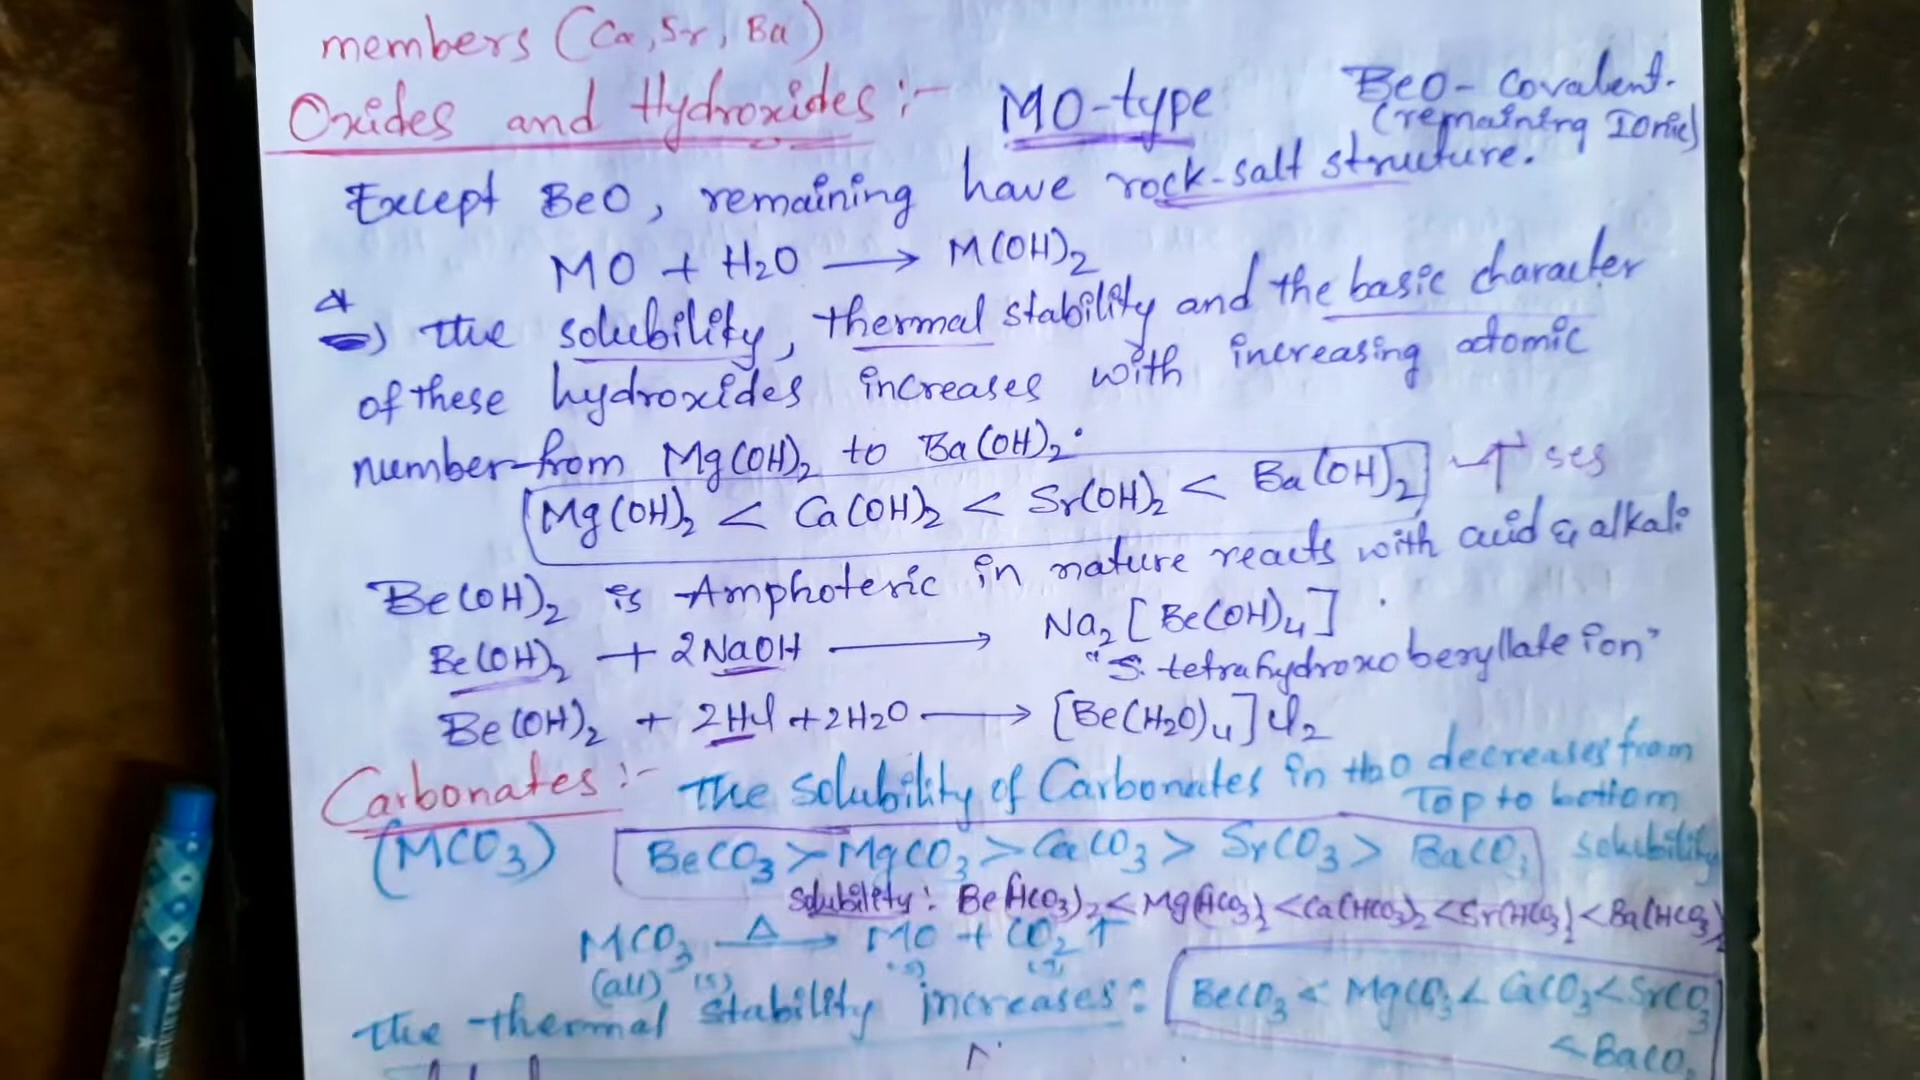 members (Ca, Sr, Ba)
Oxides and Hydroxides :- MO-type BeO - Covalent.
(remaining Ionic)
Except BeO, remaining have rock-salt structure.
MO + H₂O → M(OH)₂
⇒ the solubility, thermal stability and the basic character
of these hydroxides increases with increasing atomic
number from Mg(OH)₂ to Ba(OH)₂.
Mg(OH)₂ < Ca(OH)₂ < Sr(OH)₂ < Ba(OH)₂ ↑ ses
Be(OH)₂ is Amphoteric in nature reacts with acid & alkali
Be(OH)₂ + 2NaOH → Na₂[Be(OH)₄]
"S. tetrahydroxo beryllate ion"
Be(OH)₂ + 2HCl + 2H₂O → [Be(H₂O)₄]Cl₂
Carbonates :- The solubility of Carbonates in H₂O decreases from
Top to bottom
(MCO₃) BeCO₃ > MgCO₃ > CaCO₃ > SrCO₃ > BaCO₃ solubility
solubility : Be(HCO₃)₂ < Mg(HCO₃)₂ < Ca(HCO₃)₂ < Sr(HCO₃)₂ < Ba(HCO₃)₂
MCO₃ —Δ→ MO + CO₂ ↑
(all) (s) (s) (g)
the thermal stability increases : BeCO₃ < MgCO₃ < CaCO₃ < SrCO₃
< BaCO₃